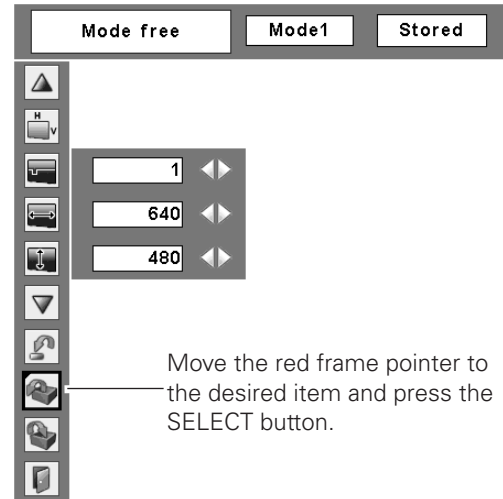 Mode free Mode1 Stored
H
V
1
640
480
Move the red frame pointer to
the desired item and press the
SELECT button.